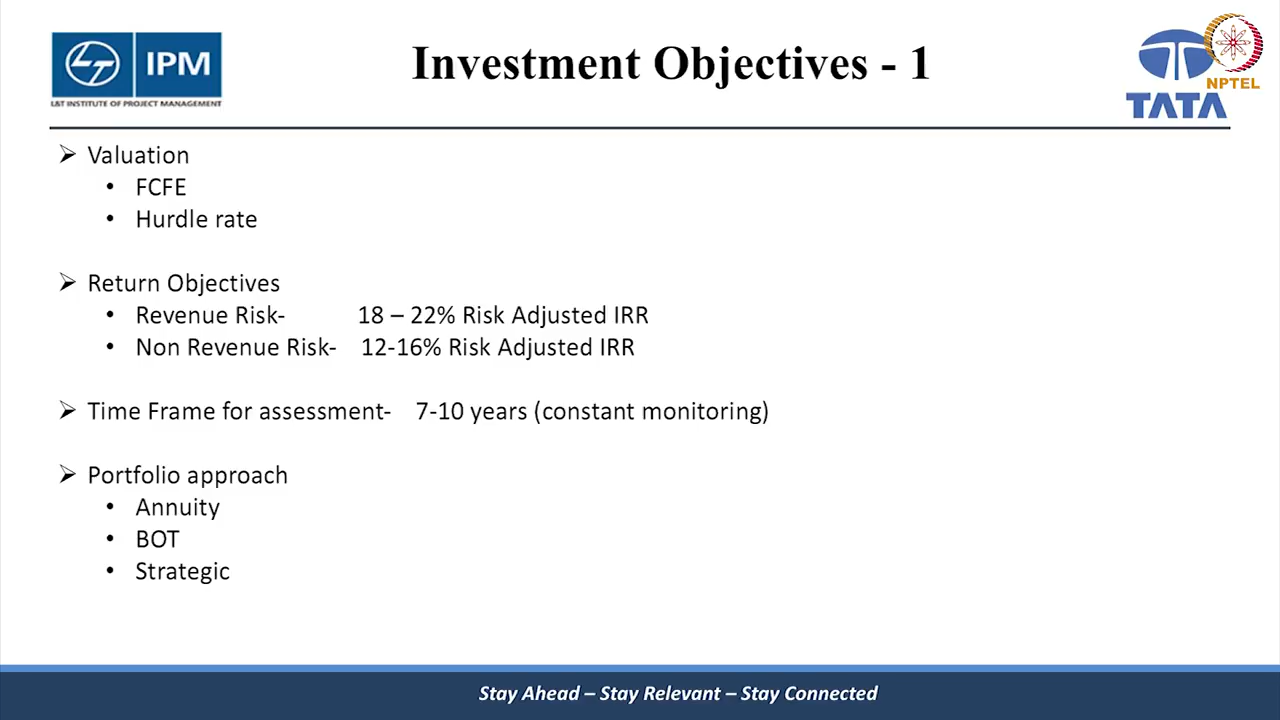 LT IPM
L&T INSTITUTE OF PROJECT MANAGEMENT
Investment Objectives - 1
TATA
NPTEL
Valuation
FCFE
Hurdle rate
Return Objectives
Revenue Risk- 18 – 22% Risk Adjusted IRR
Non Revenue Risk- 12-16% Risk Adjusted IRR
Time Frame for assessment- 7-10 years (constant monitoring)
Portfolio approach
Annuity
BOT
Strategic
Stay Ahead – Stay Relevant – Stay Connected